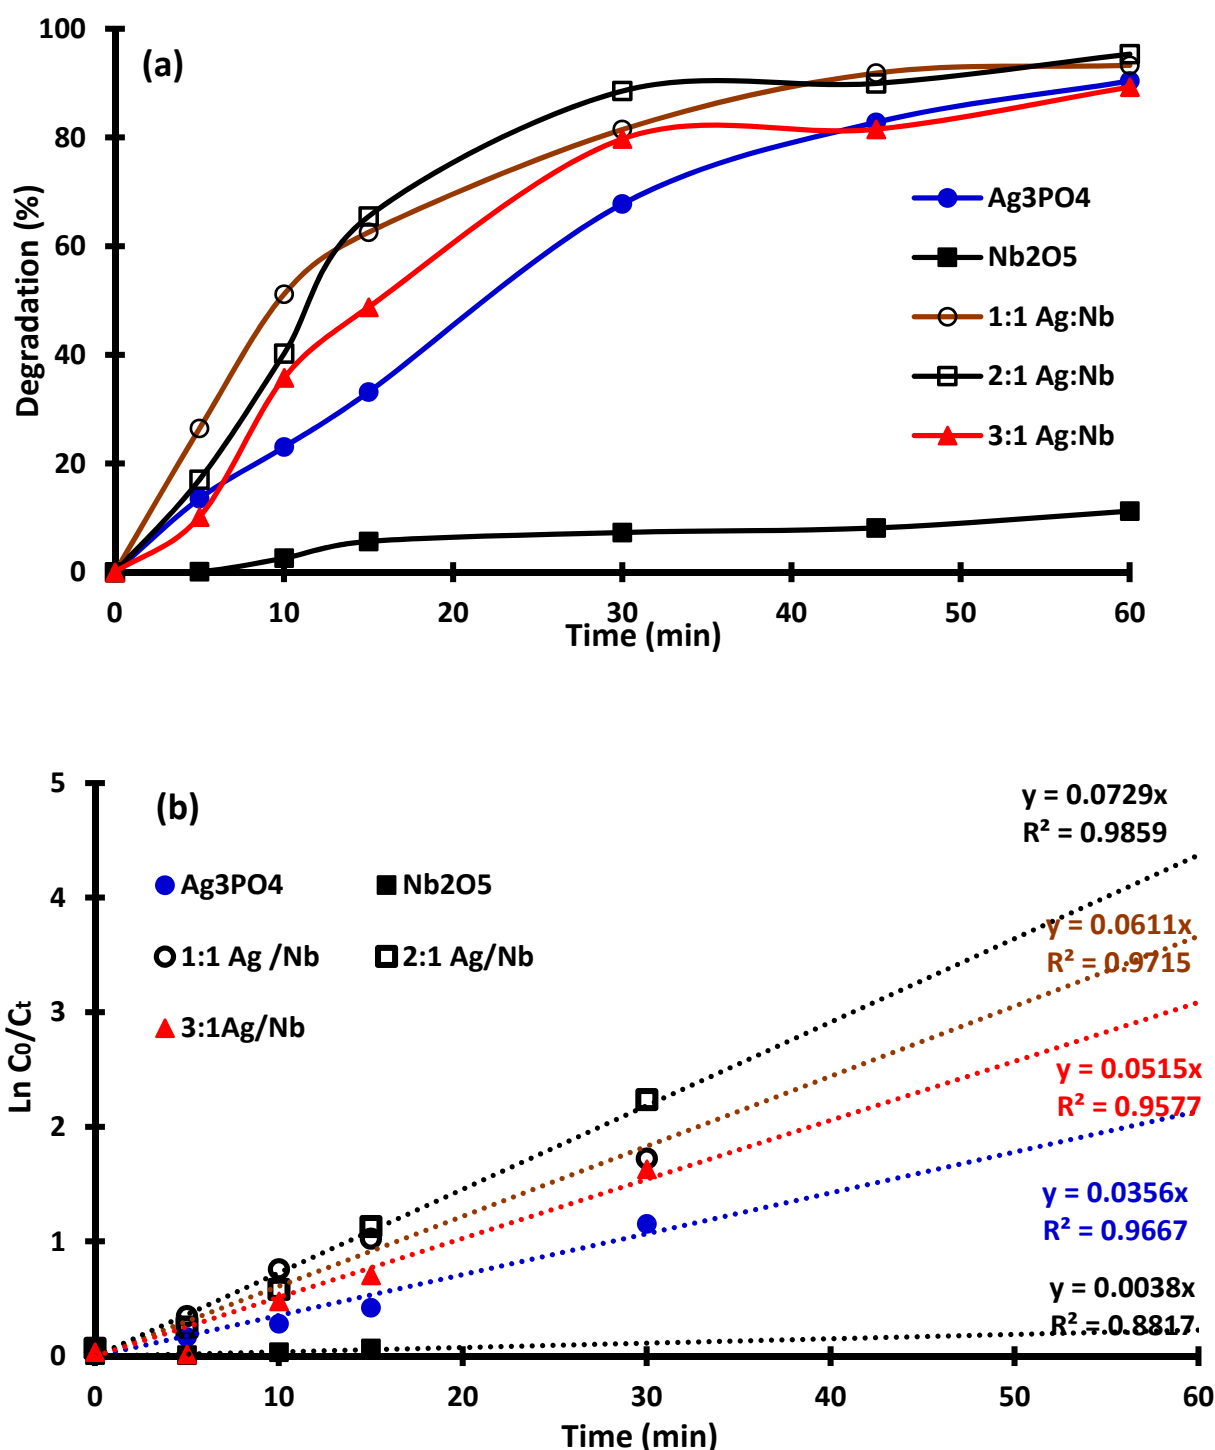 100
(a)
80
60
40
20
0
Degradation (%)
Ag3PO4
Nb2O5
1:1 Ag:Nb
2:1 Ag:Nb
3:1 Ag:Nb
0 10 20 30 40 50 60
Time (min)
5
(b)
4
3
2
1
0
Ln C₀/Cₜ
Ag3PO4 Nb2O5
1:1 Ag /Nb 2:1 Ag/Nb
3:1Ag/Nb
y = 0.0729x
R² = 0.9859
y = 0.0611x
R² = 0.9715
y = 0.0515x
R² = 0.9577
y = 0.0356x
R² = 0.9667
y = 0.0038x
R² = 0.8817
0 10 20 30 40 50 60
Time (min)